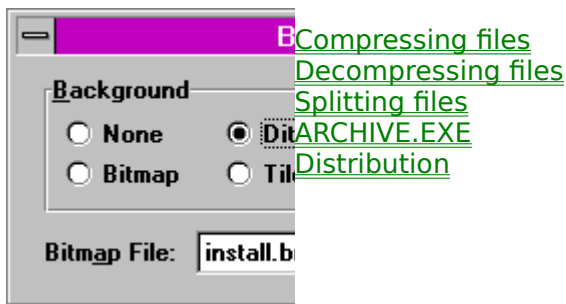 Background
None
Bitmap
Bitmap File:
Compressing files
Decompressing files
Splitting files
ARCHIVE.EXE
Distribution